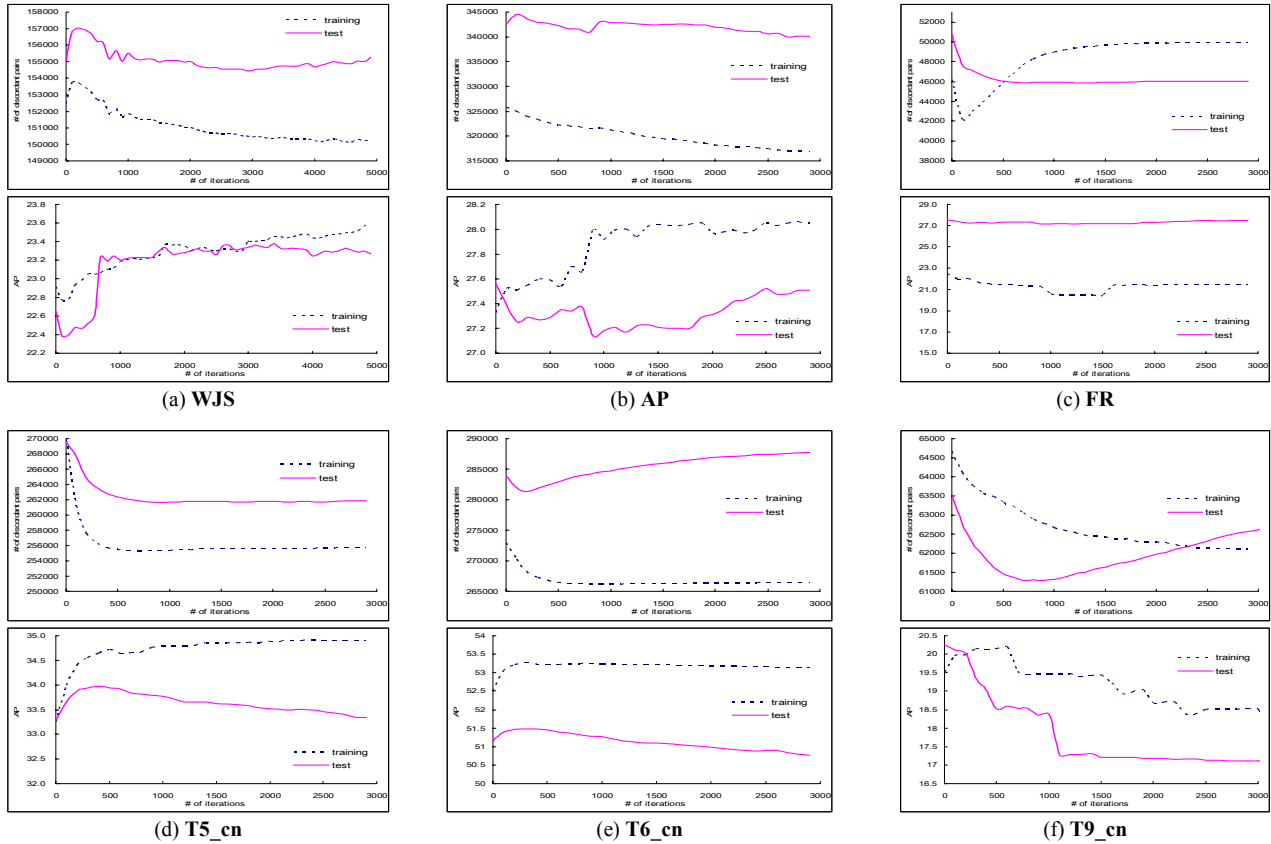 # of discordant pairs
158000
157000
156000
155000
154000
153000
152000
151000
150000
149000
0 1000 2000 3000 4000 5000
# of iterations
training
test
AP
23.8
23.6
23.4
23.2
23.0
22.8
22.6
22.4
22.2
0 1000 2000 3000 4000 5000
# of iterations
training
test
(a) WJS
# of discordant pairs
345000
340000
335000
330000
325000
320000
315000
0 500 1000 1500 2000 2500 3000
# of iterations
training
test
AP
28.2
28.0
27.8
27.6
27.4
27.2
27.0
0 500 1000 1500 2000 2500 3000
# of iterations
training
test
(b) AP
# of discordant pairs
52000
50000
48000
46000
44000
42000
40000
38000
0 500 1000 1500 2000 2500 3000
# of iterations
training
test
AP
29.0
27.0
25.0
23.0
21.0
19.0
17.0
15.0
0 500 1000 1500 2000 2500 3000
# of iterations
training
test
(c) FR
# of discordant pairs
270000
268000
266000
264000
262000
260000
258000
256000
254000
252000
250000
0 500 1000 1500 2000 2500 3000
# of iterations
training
test
AP
35.0
34.5
34.0
33.5
33.0
32.5
32.0
0 500 1000 1500 2000 2500 3000
# of iterations
training
test
(d) T5_cn
# of discordant pairs
290000
285000
280000
275000
270000
265000
0 500 1000 1500 2000 2500 3000
# of iterations
training
test
AP
54
53.5
53
52.5
52
51.5
51
50.5
50
0 500 1000 1500 2000 2500 3000
# of iterations
training
test
(e) T6_cn
# of discordant pairs
65000
64500
64000
63500
63000
62500
62000
61500
61000
0 500 1000 1500 2000 2500 3000
# of iterations
training
test
AP
20.5
20
19.5
19
18.5
18
17.5
17
16.5
0 500 1000 1500 2000 2500 3000
# of iterations
training
test
(f) T9_cn